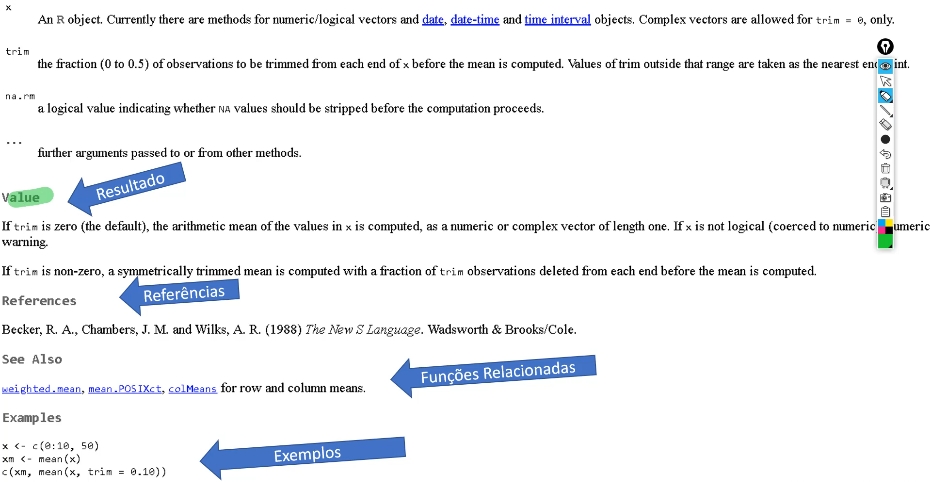 x
An R object. Currently there are methods for numeric/logical vectors and date, date-time and time interval objects. Complex vectors are allowed for trim = 0, only.
trim
the fraction (0 to 0.5) of observations to be trimmed from each end of x before the mean is computed. Values of trim outside that range are taken as the nearest int.
na.rm
a logical value indicating whether NA values should be stripped before the computation proceeds.
...
further arguments passed to or from other methods.
Value
Resultado
If trim is zero (the default), the arithmetic mean of the values in x is computed, as a numeric or complex vector of length one. If x is not logical (coerced to numeric
warning.
If trim is non-zero, a symmetrically trimmed mean is computed with a fraction of trim observations deleted from each end before the mean is computed.
References
Referências
Becker, R. A., Chambers, J. M. and Wilks, A. R. (1988) The New S Language. Wadsworth & Brooks/Cole.
See Also
weighted.mean, mean.POSIXct, colMeans for row and column means.
Funções Relacionadas
Examples
x <- c(0:10, 50)
xm <- mean(x)
c(xm, mean(x, trim = 0.10))
Exemplos